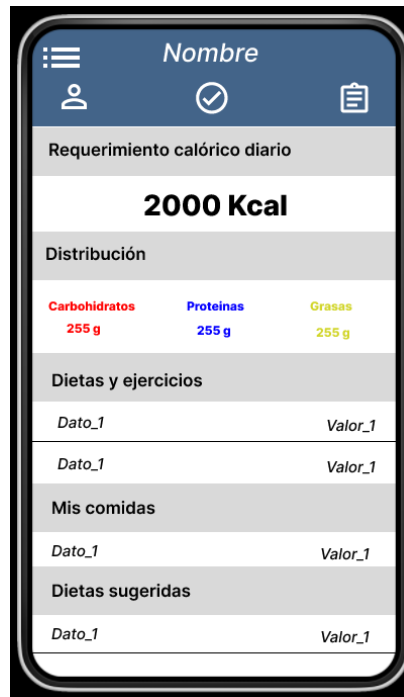 Nombre
Requerimiento calórico diario
2000 Kcal
Distribución
Carbohidratos Proteinas Grasas
255 g 255 g 255 g
Dietas y ejercicios
Dato_1 Valor_1
Dato_1 Valor_1
Mis comidas
Dato_1 Valor_1
Dietas sugeridas
Dato_1 Valor_1